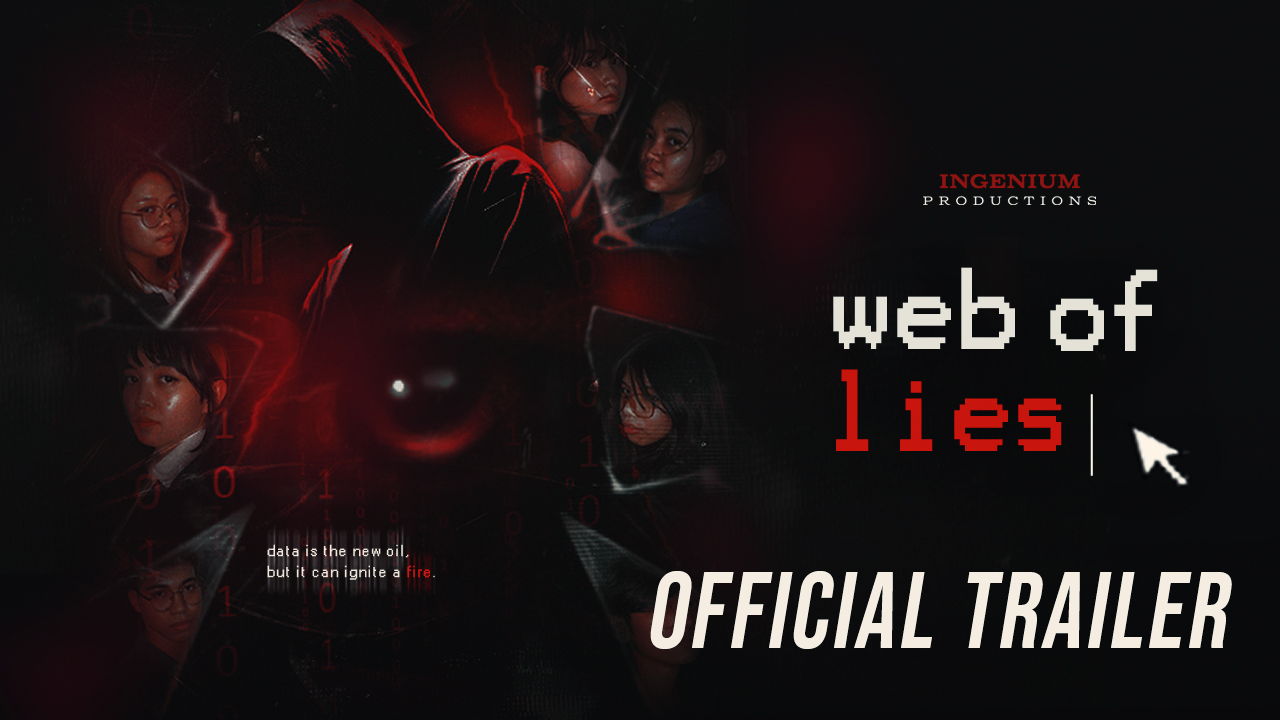 INGENIUM
PRODUCTIONS
web of
lies
data is the new oil,
but it can ignite a fire.
OFFICIAL TRAILER